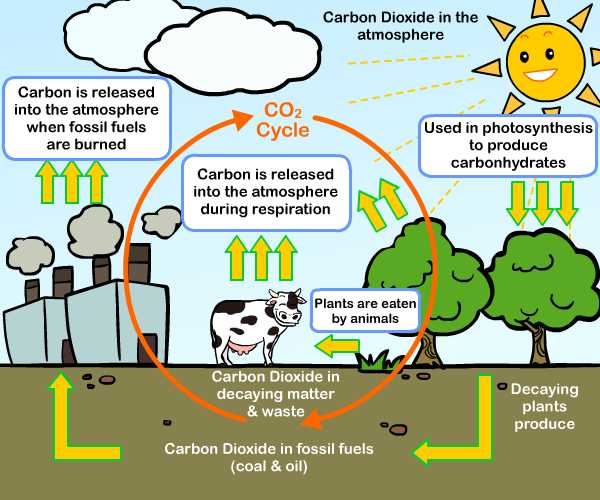 Carbon Dioxide in the
atmosphere
Carbon is released
into the atmosphere
when fossil fuels
are burned
CO₂
Cycle
Used in photosynthesis
to produce
carbonhydrates
Carbon is released
into the atmosphere
during respiration
Plants are eaten
by animals
Carbon Dioxide in
decaying matter
& waste
Decaying
plants
produce
Carbon Dioxide in fossil fuels
(coal & oil)